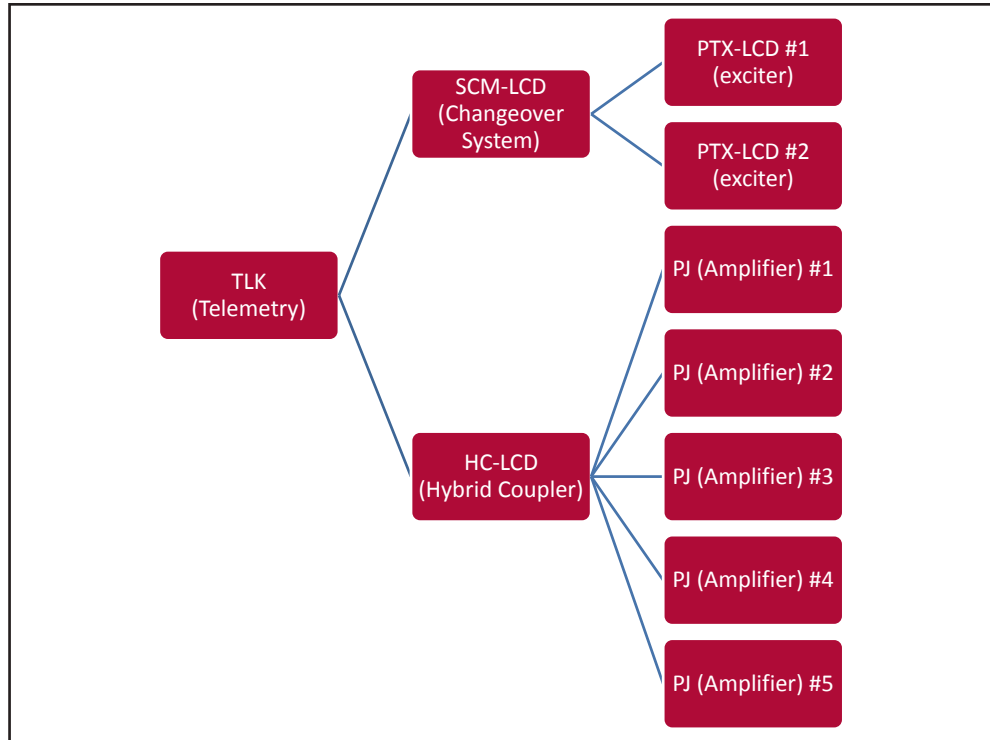 TLK
(Telemetry)
SCM-LCD
(Changeover
System)
PTX-LCD #1
(exciter)
PTX-LCD #2
(exciter)
HC-LCD
(Hybrid Coupler)
PJ (Amplifier) #1
PJ (Amplifier) #2
PJ (Amplifier) #3
PJ (Amplifier) #4
PJ (Amplifier) #5